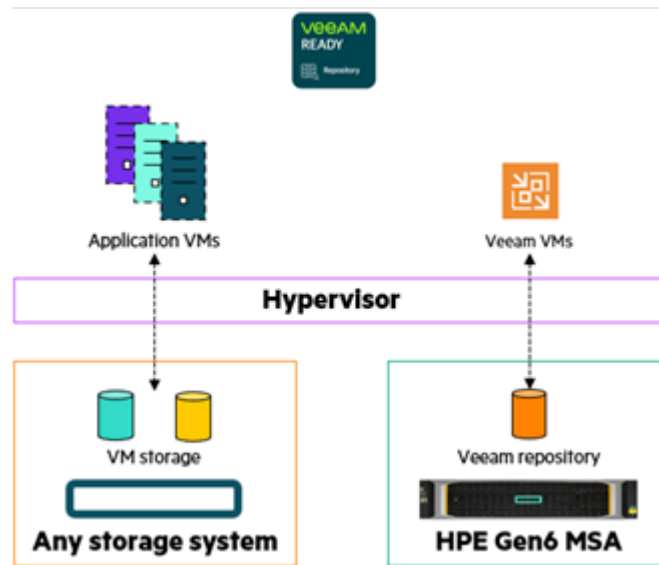 veeAM
READY
Repository
Application VMs
Veeam VMs
Hypervisor
VM storage
Veeam repository
Any storage system
HPE Gen6 MSA